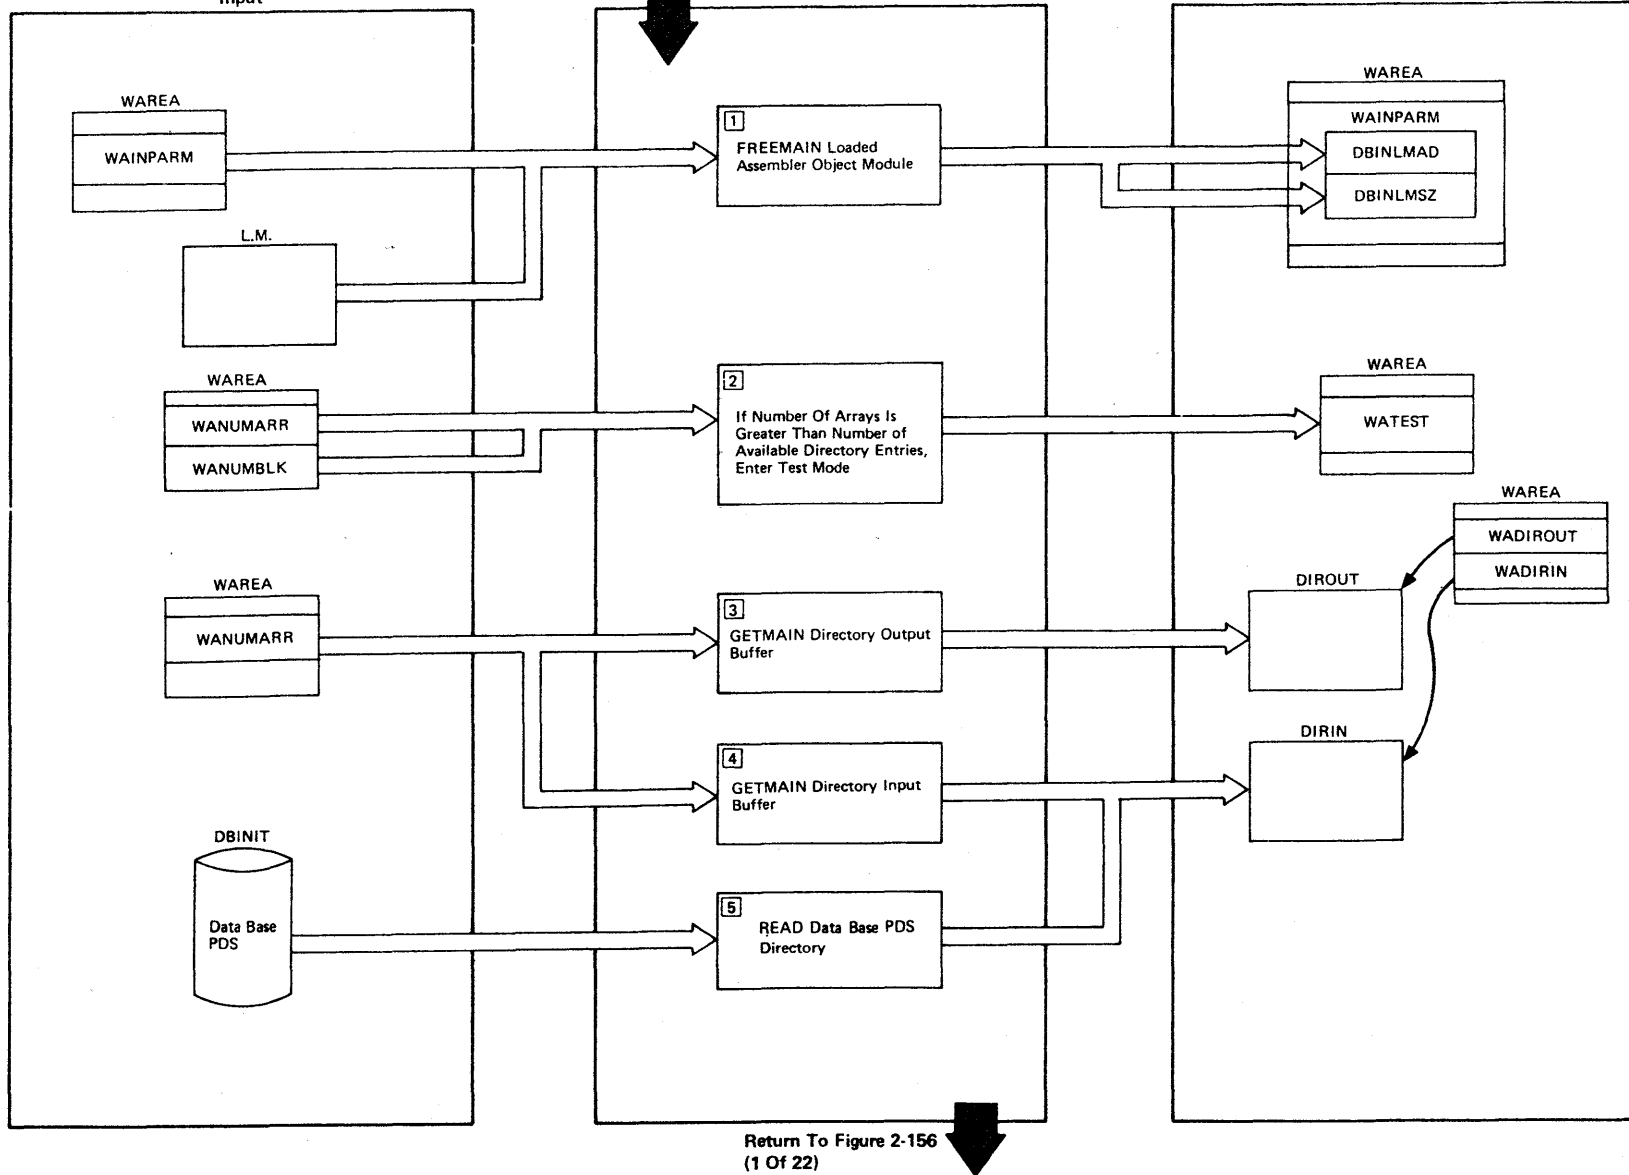 Input
WAREA
WAINPARM
L.M.
WAREA
WANUMARR
WANUMBLK
WAREA
WANUMARR
DBINIT
Data Base
PDS
1
FREEMAIN Loaded
Assembler Object Module
2
If Number Of Arrays Is
Greater Than Number of
Available Directory Entries,
Enter Test Mode
3
GETMAIN Directory Output
Buffer
4
GETMAIN Directory Input
Buffer
5
READ Data Base PDS
Directory
WAREA
WAINPARM
DBINLMAD
DBINLMSZ
WAREA
WATEST
WAREA
WADIROUT
WADIRIN
DIROUT
DIRIN
Return To Figure 2-156
(1 Of 22)